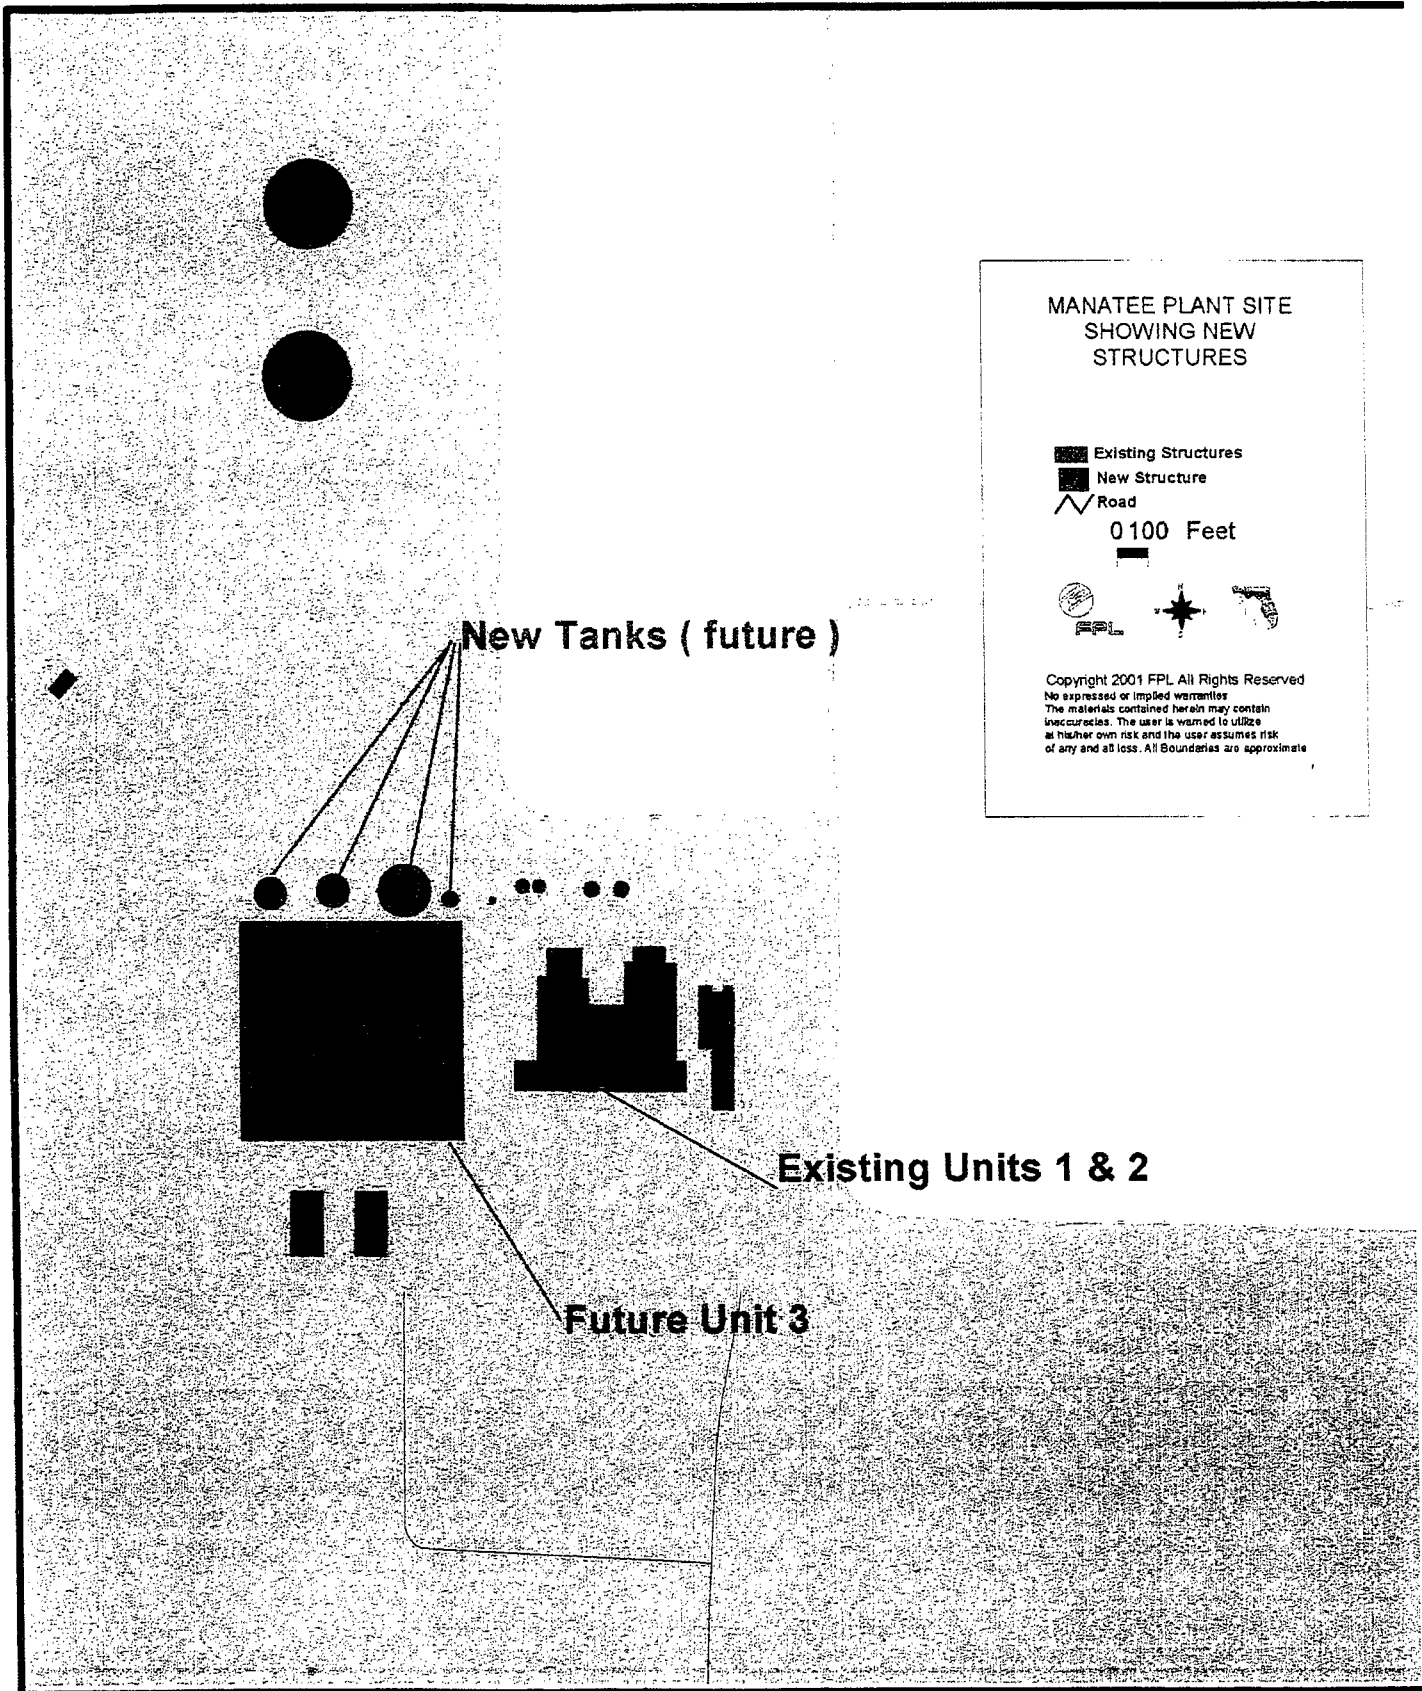 MANATEE PLANT SITE
SHOWING NEW
STRUCTURES
Existing Structures
New Structure
Road
0 100 Feet
FPL
Copyright 2001 FPL All Rights Reserved
No expressed or implied warranties
The materials contained herein may contain
inaccuracies. The user is warned to utilize
at his/her own risk and the user assumes risk
of any and all loss. All Boundaries are approximate
New Tanks ( future )
Existing Units 1 & 2
Future Unit 3